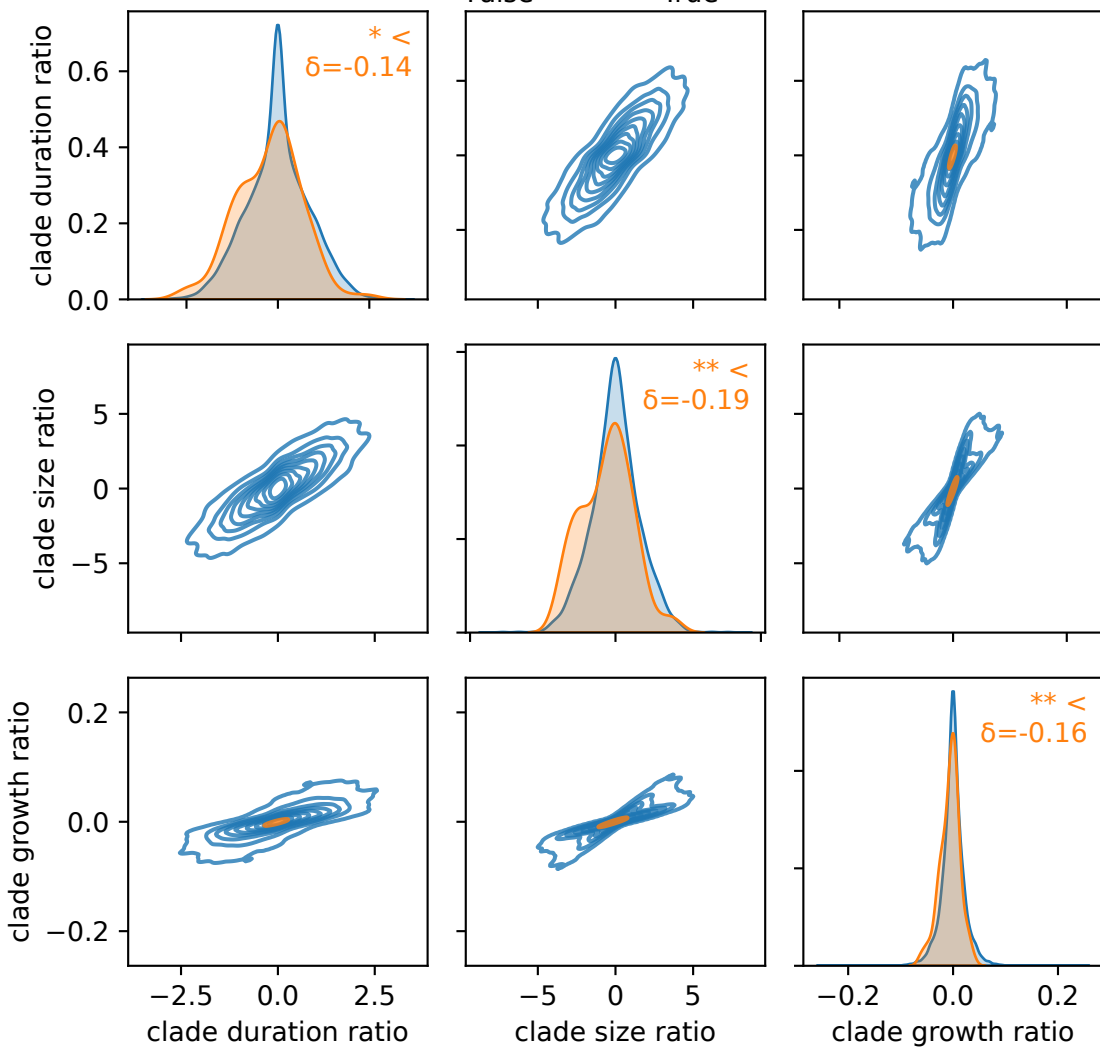 True
* <
δ=-0.14
clade duration ratio
0.6
0.4
0.2
0.0
** <
δ=-0.19
clade size ratio
5
0
−5
** <
δ=-0.16
clade growth ratio
0.2
0.0
−0.2
−2.5 0.0 2.5 −5 0 5 −0.2 0.0 0.2
clade duration ratio clade size ratio clade growth ratio